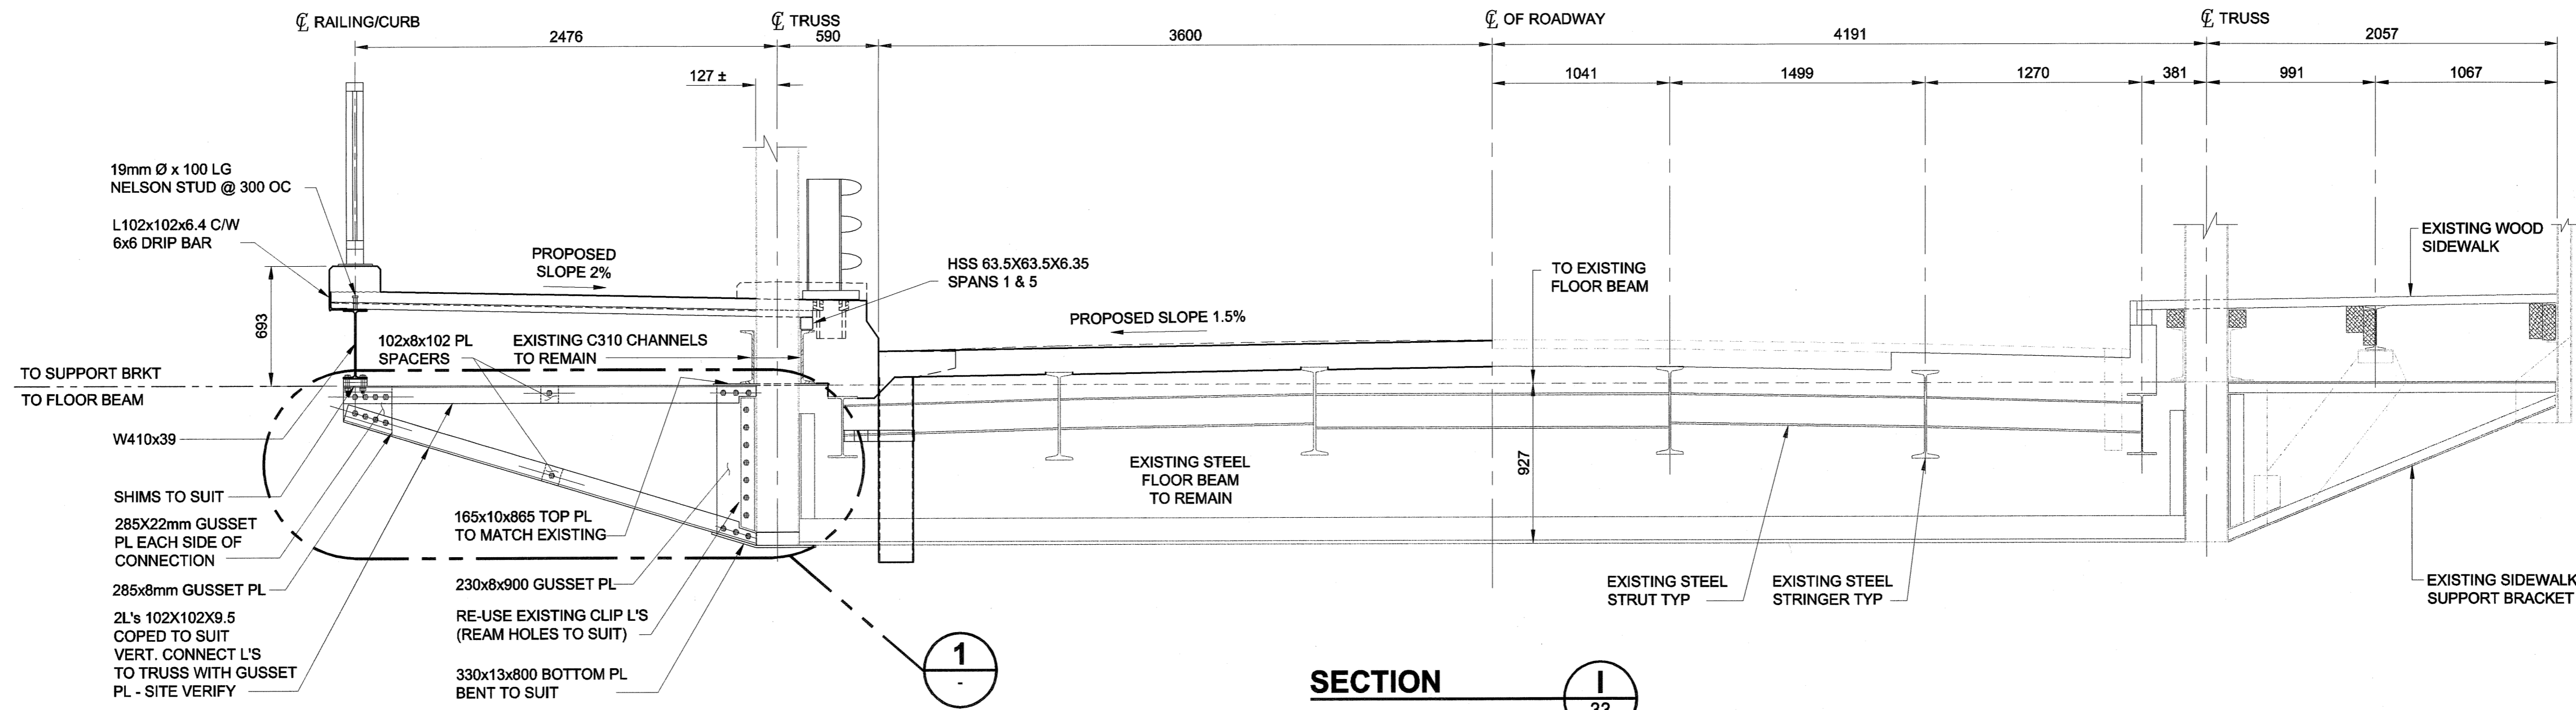 ℄ RAILING/CURB
℄ TRUSS
℄ OF ROADWAY
℄ TRUSS
2476
590
3600
4191
2057
127 ±
1041
1499
1270
381
991
1067
19mm Ø x 100 LG
NELSON STUD @ 300 OC
L102x102x6.4 C/W
6x6 DRIP BAR
PROPOSED
SLOPE 2%
HSS 63.5X63.5X6.35
SPANS 1 & 5
TO EXISTING
FLOOR BEAM
EXISTING WOOD
SIDEWALK
693
PROPOSED SLOPE 1.5%
102x8x102 PL
SPACERS
EXISTING C310 CHANNELS
TO REMAIN
TO SUPPORT BRKT
TO FLOOR BEAM
W410x39
SHIMS TO SUIT
285X22mm GUSSET
PL EACH SIDE OF
CONNECTION
285x8mm GUSSET PL
2L's 102X102X9.5
COPED TO SUIT
VERT. CONNECT L'S
TO TRUSS WITH GUSSET
PL - SITE VERIFY
165x10x865 TOP PL
TO MATCH EXISTING
230x8x900 GUSSET PL
RE-USE EXISTING CLIP L'S
(REAM HOLES TO SUIT)
330x13x800 BOTTOM PL
BENT TO SUIT
EXISTING STEEL
FLOOR BEAM
TO REMAIN
927
EXISTING STEEL
STRUT TYP
EXISTING STEEL
STRINGER TYP
EXISTING SIDEWALK
SUPPORT BRACKET
1
-
SECTION
I
33